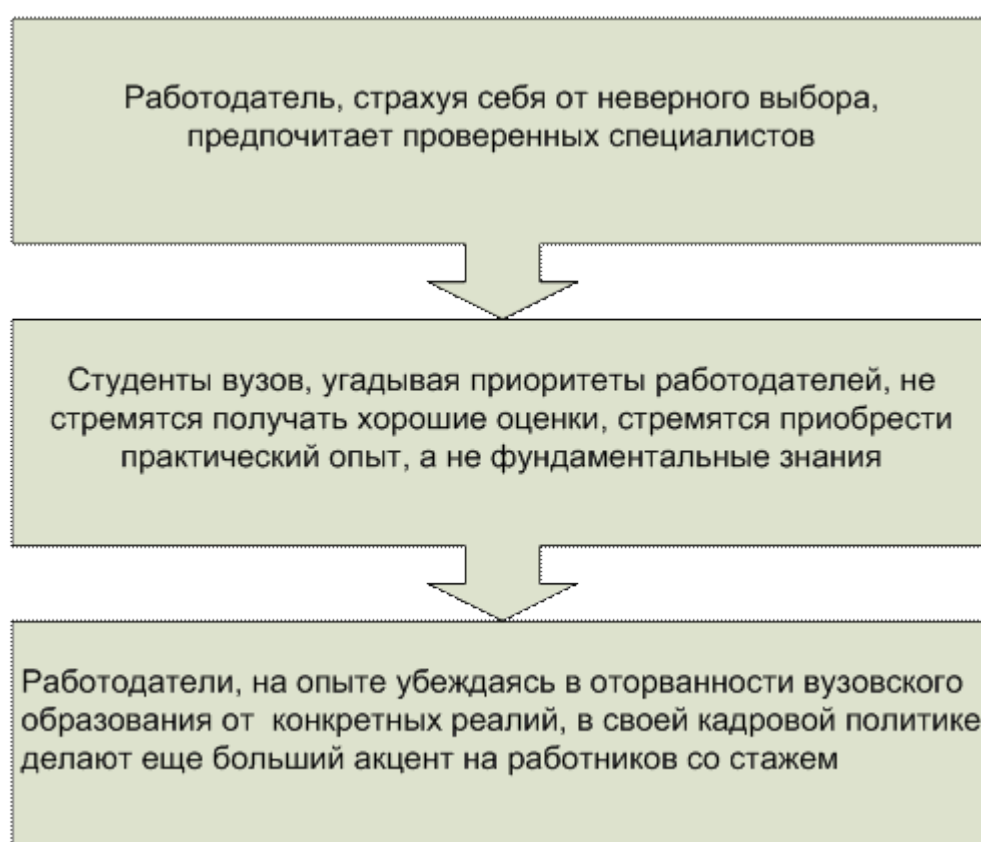 Работодатель, страхуя себя от неверного выбора,
предпочитает проверенных специалистов
Студенты вузов, угадывая приоритеты работодателей, не
стремятся получать хорошие оценки, стремятся приобрести
практический опыт, а не фундаментальные знания
Работодатели, на опыте убеждаясь в оторванности вузовского
образования от конкретных реалий, в своей кадровой политике
делают еще больший акцент на работников со стажем